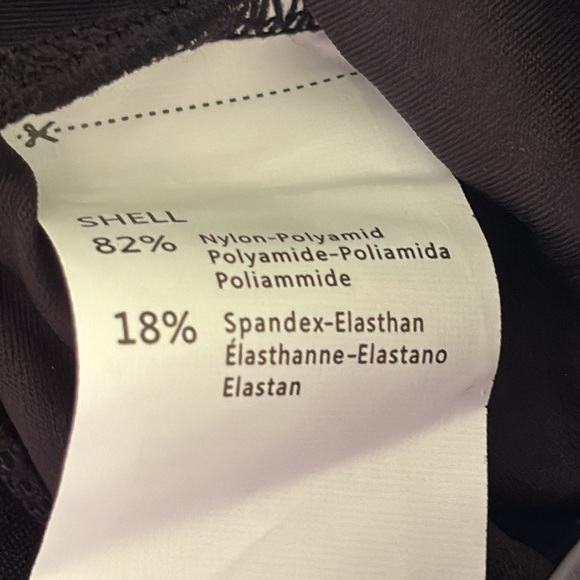 SHELL
82% Nylon-Polyamid
Polyamide-Poliamida
Poliammide
18% Spandex-Elasthan
Élasthanne-Elastano
Elastan